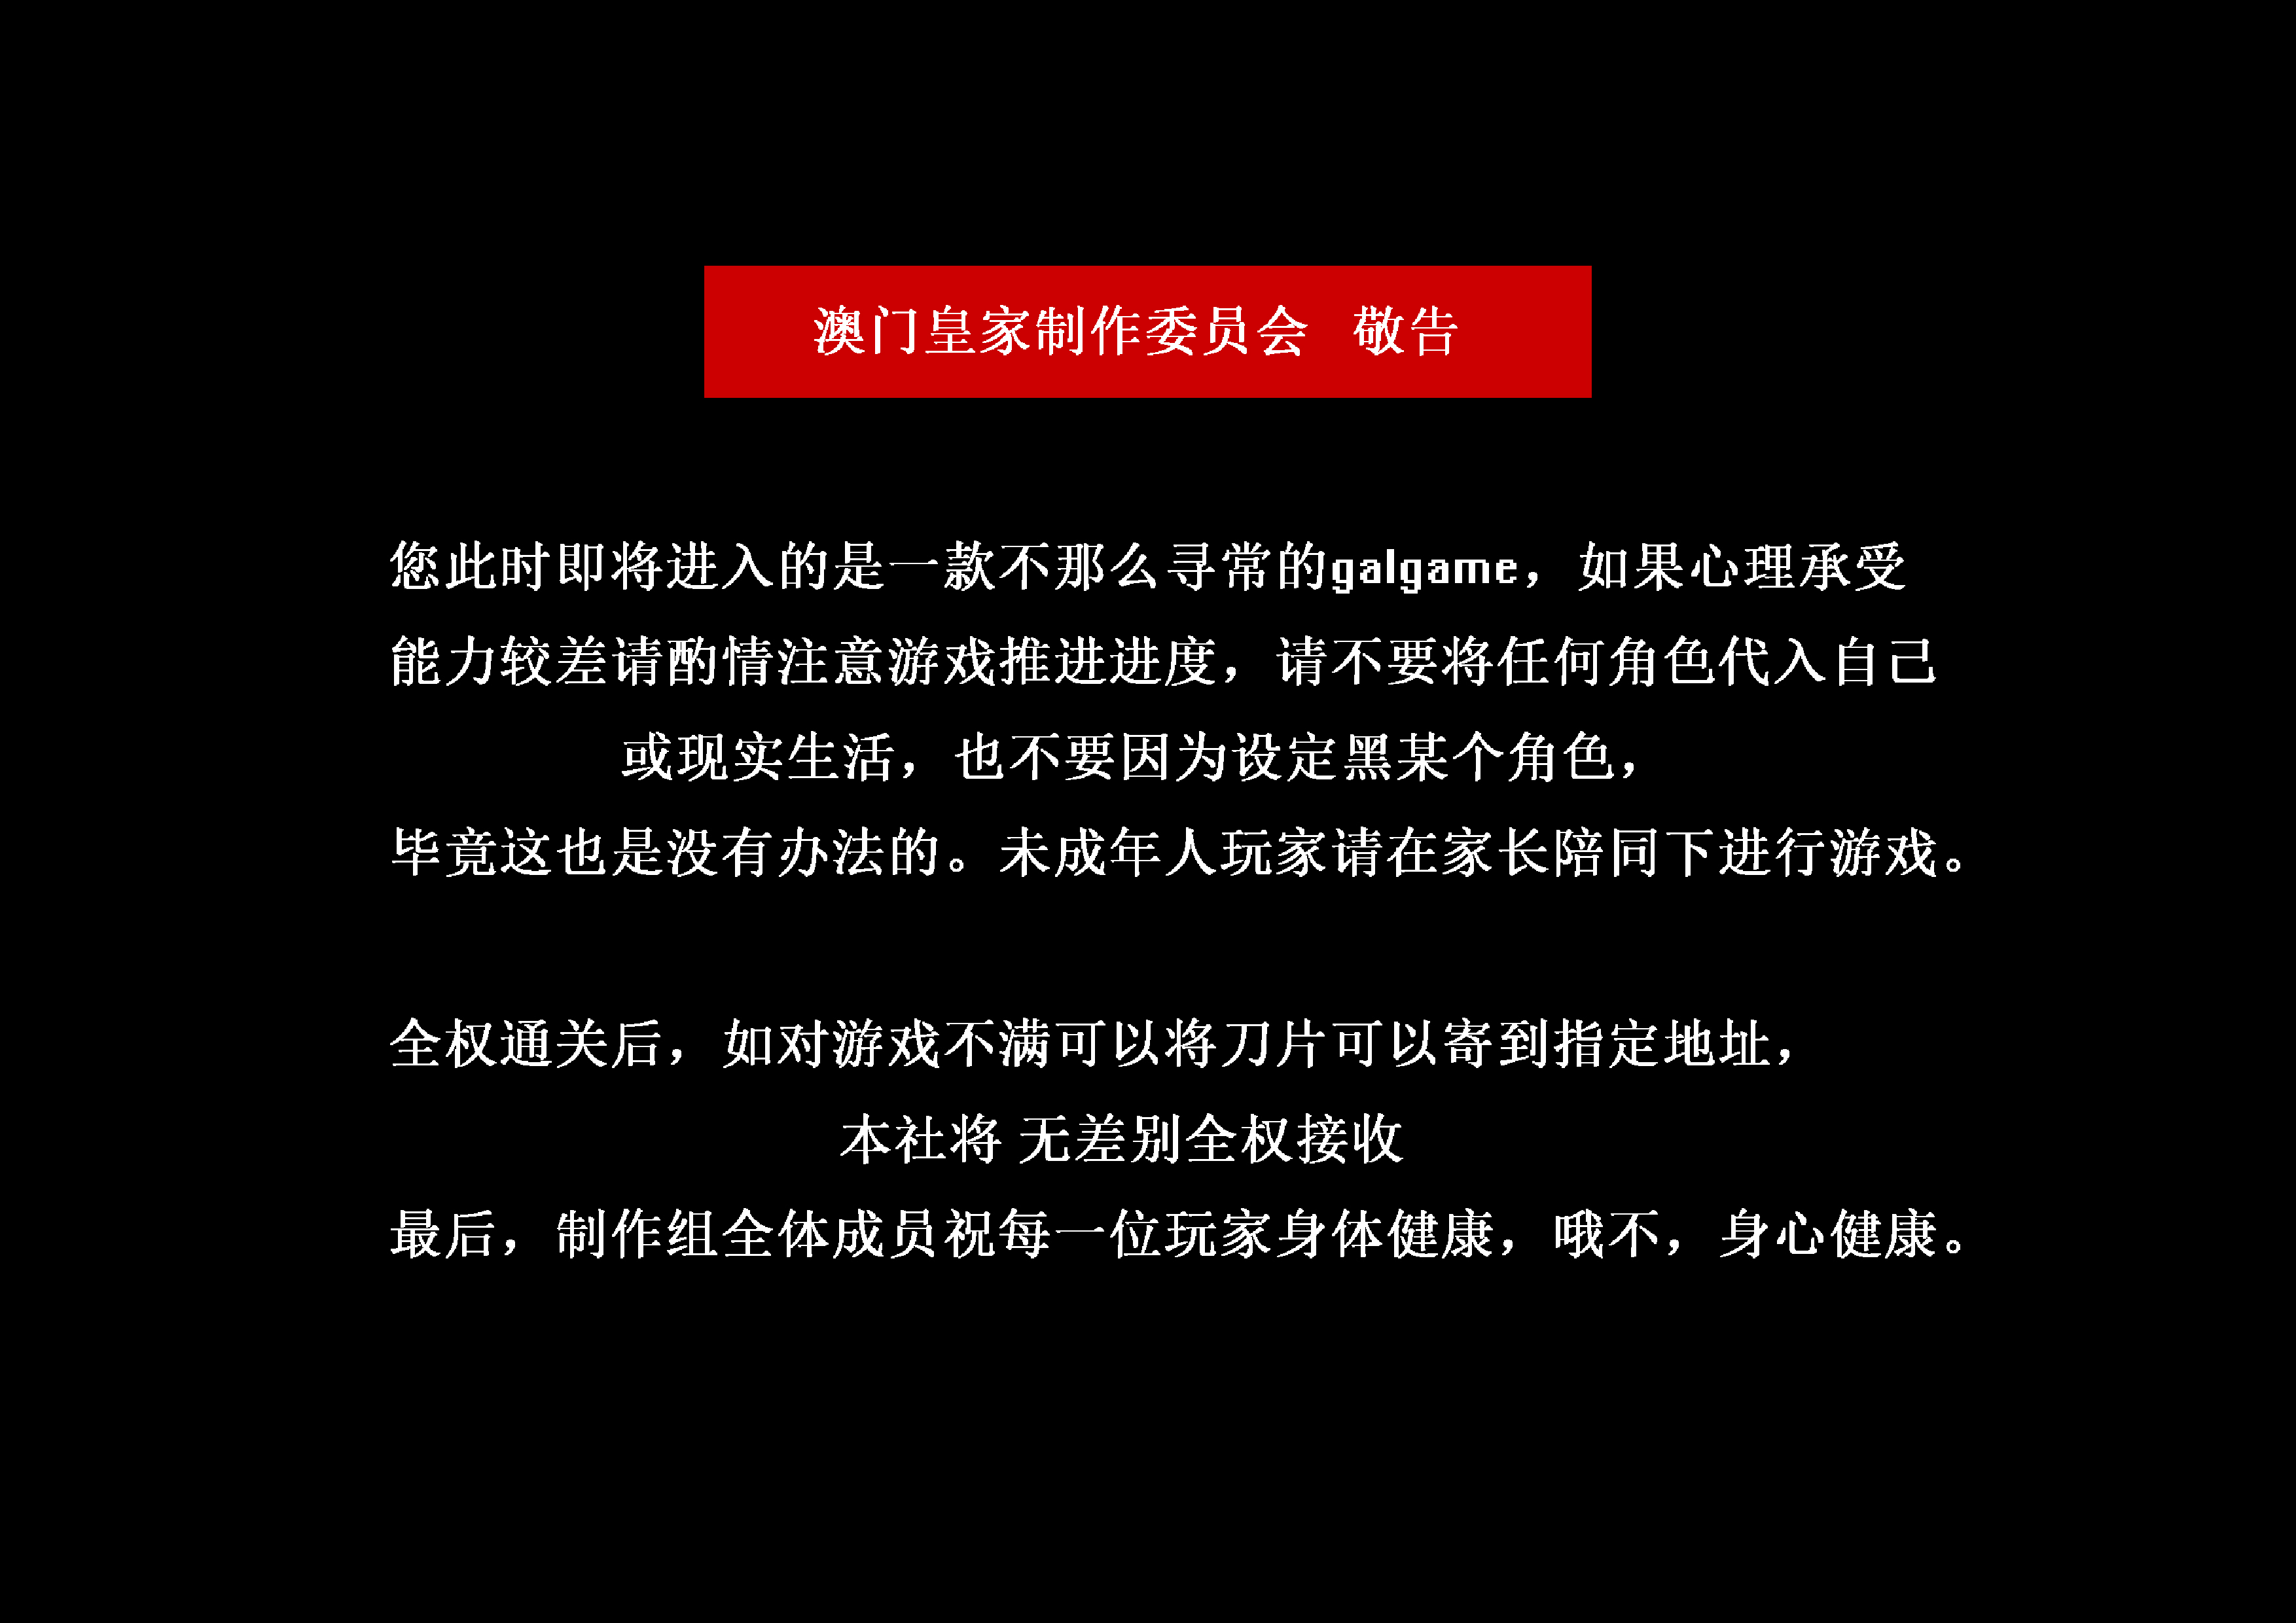 澳门皇家制作委员会 敬告
您此时即将进入的是一款不那么寻常的galgame，如果心理承受
能力较差请酌情注意游戏推进进度，请不要将任何角色代入自己
或现实生活，也不要因为设定黑某个角色，
毕竟这也是没有办法的。未成年人玩家请在家长陪同下进行游戏。
全权通关后，如对游戏不满可以将刀片可以寄到指定地址，
本社将 无差别全权接收
最后，制作组全体成员祝每一位玩家身体健康，哦不，身心健康。